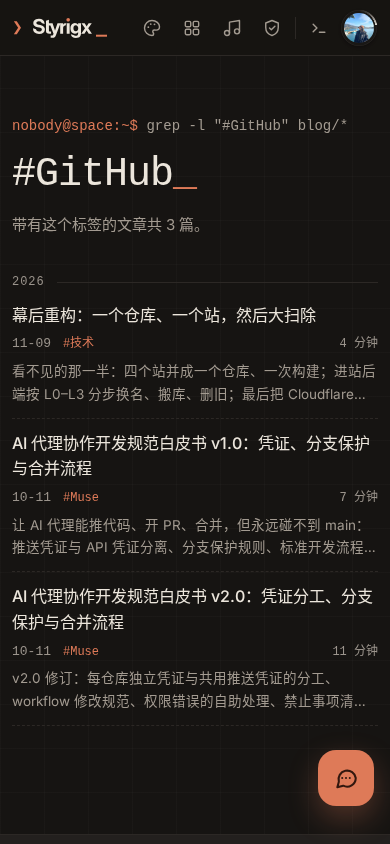 ❯ Styrigx _
nobody@space:~$ grep -l "#GitHub" blog/*
#GitHub_
带有这个标签的文章共 3 篇。
2026
幕后重构：一个仓库、一个站，然后大扫除
11-09 #技术 4 分钟
看不见的那一半：四个站并成一个仓库、一次构建；进站后
端按 L0–L3 分步换名、搬库、删旧；最后把 Cloudflare…
AI 代理协作开发规范白皮书 v1.0：凭证、分支保护
与合并流程
10-11 #Muse 7 分钟
让 AI 代理能推代码、开 PR、合并，但永远碰不到 main：
推送凭证与 API 凭证分离、分支保护规则、标准开发流程…
AI 代理协作开发规范白皮书 v2.0：凭证分工、分支
保护与合并流程
10-11 #Muse 11 分钟
v2.0 修订：每仓库独立凭证与共用推送凭证的分工、
workflow 修改规范、权限错误的自助处理、禁止事项清…